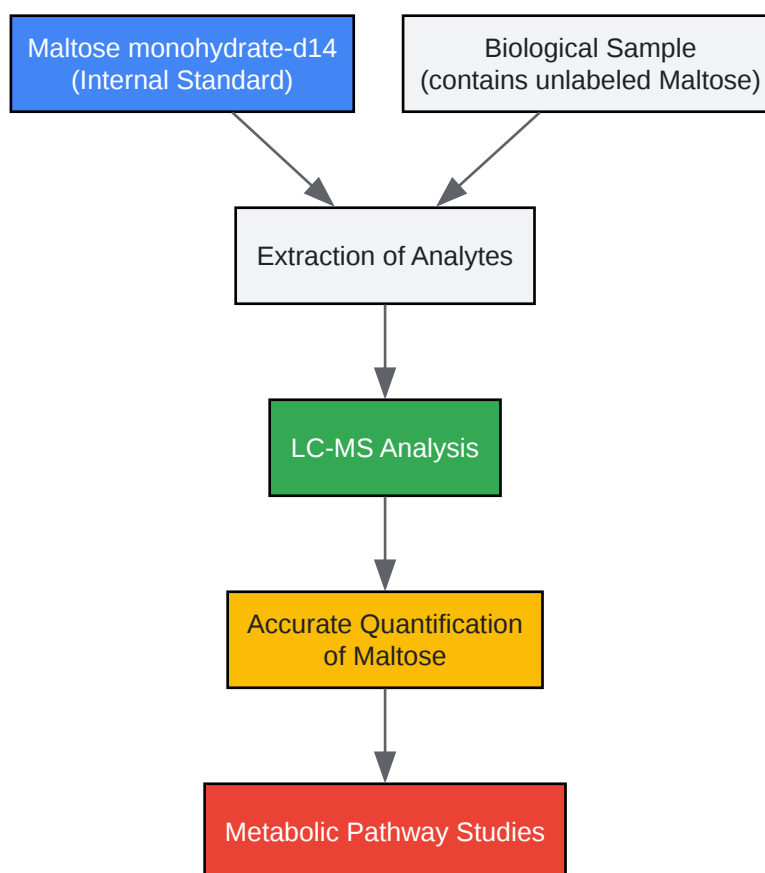 Maltose monohydrate-d14
(Internal Standard)
Biological Sample
(contains unlabeled Maltose)
Extraction of Analytes
LC-MS Analysis
Accurate Quantification
of Maltose
Metabolic Pathway Studies